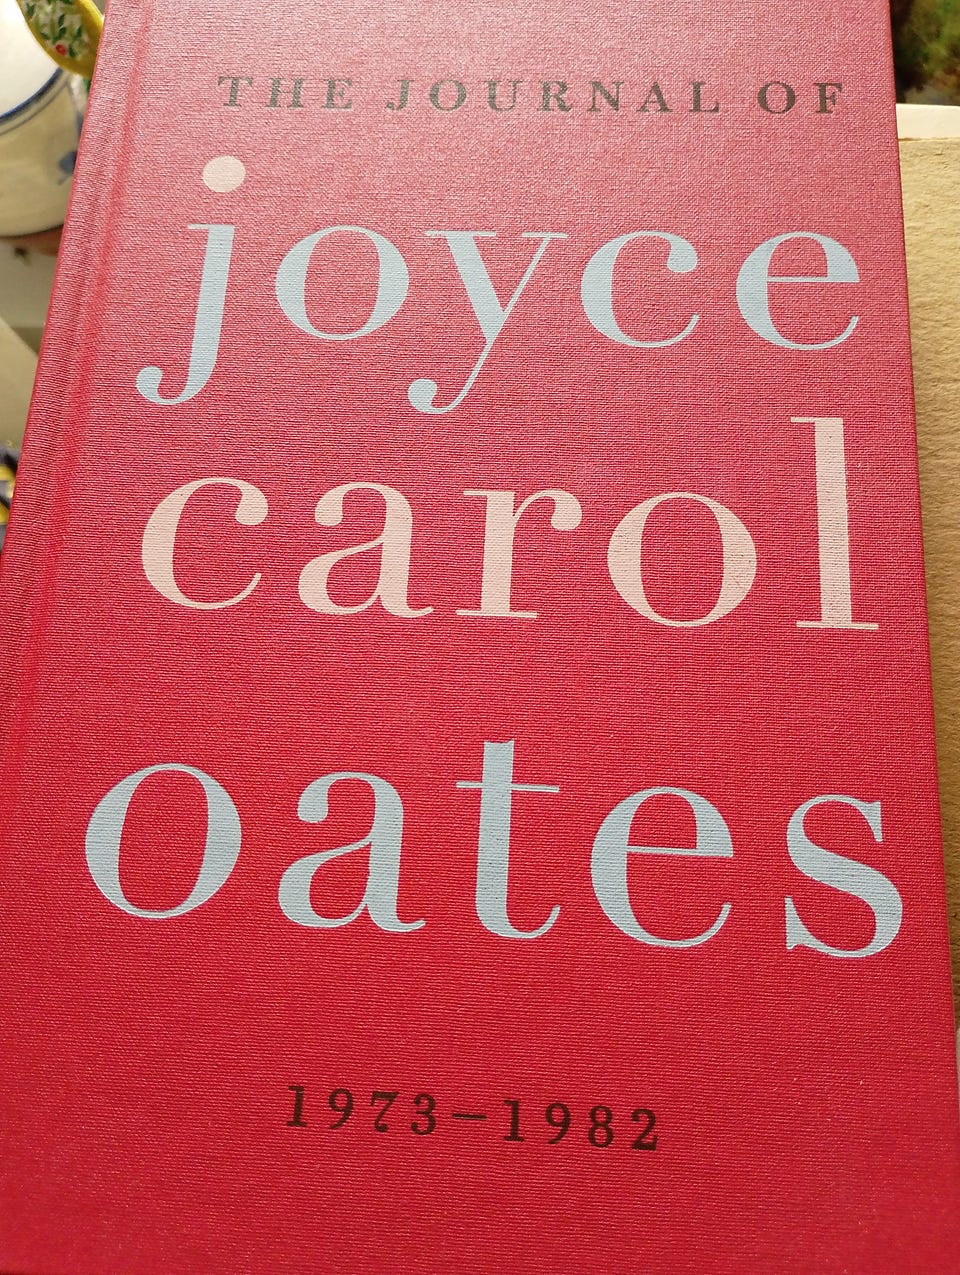 THE JOURNAL OF
joyce
carol
oates
1973–1982